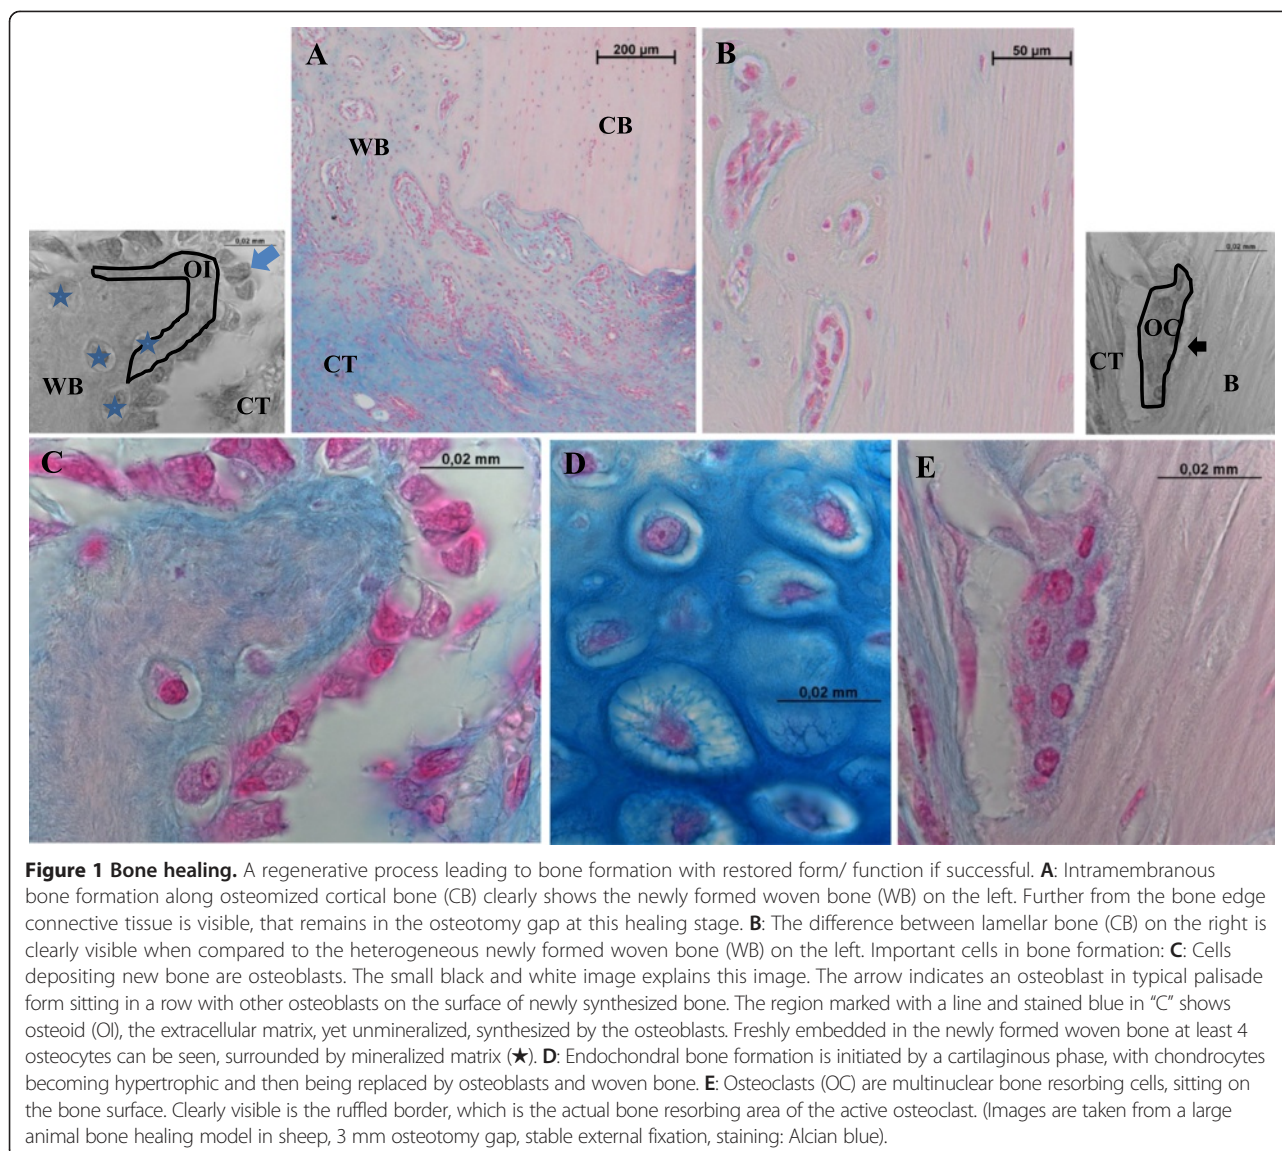 A
200 µm
CB
WB
CT
B
50 µm
0,02 mm
OI
WB
CT
0,02 mm
OC
CT
B
C
0,02 mm
D
0,02 mm
E
0,02 mm
Figure 1 Bone healing. A regenerative process leading to bone formation with restored form/ function if successful. A: Intramembranous
bone formation along osteomized cortical bone (CB) clearly shows the newly formed woven bone (WB) on the left. Further from the bone edge
connective tissue is visible, that remains in the osteotomy gap at this healing stage. B: The difference between lamellar bone (CB) on the right is
clearly visible when compared to the heterogeneous newly formed woven bone (WB) on the left. Important cells in bone formation: C: Cells
depositing new bone are osteoblasts. The small black and white image explains this image. The arrow indicates an osteoblast in typical palisade
form sitting in a row with other osteoblasts on the surface of newly synthesized bone. The region marked with a line and stained blue in “C” shows
osteoid (OI), the extracellular matrix, yet unmineralized, synthesized by the osteoblasts. Freshly embedded in the newly formed woven bone at least 4
osteocytes can be seen, surrounded by mineralized matrix (★). D: Endochondral bone formation is initiated by a cartilaginous phase, with chondrocytes
becoming hypertrophic and then being replaced by osteoblasts and woven bone. E: Osteoclasts (OC) are multinuclear bone resorbing cells, sitting on
the bone surface. Clearly visible is the ruffled border, which is the actual bone resorbing area of the active osteoclast. (Images are taken from a large
animal bone healing model in sheep, 3 mm osteotomy gap, stable external fixation, staining: Alcian blue).